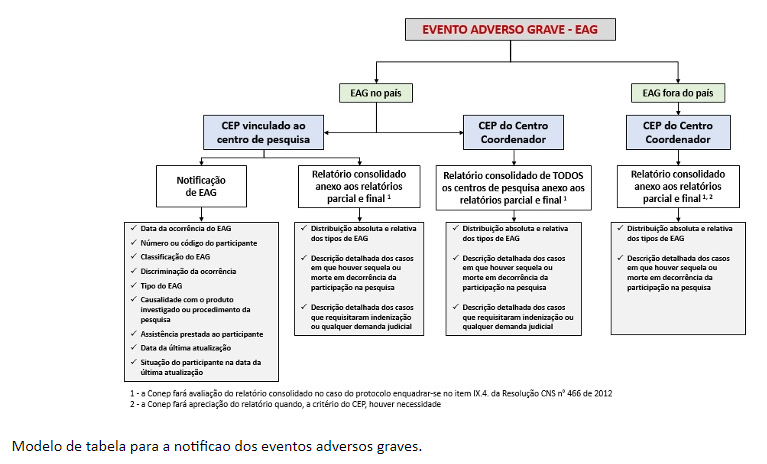 EVENTO ADVERSO GRAVE - EAG
EAG no país
EAG fora do país
CEP vinculado ao
centro de pesquisa
CEP do Centro
Coordenador
CEP do Centro
Coordenador
Notificação
de EAG
Relatório consolidado
anexo aos relatórios
parcial e final ¹
Relatório consolidado de TODOS
os centros de pesquisa anexo aos
relatórios parcial e final ¹
Relatório consolidado
anexo aos relatórios
parcial e final ¹, ²
✓ Data da ocorrência do EAG
✓ Número ou código do participante
✓ Classificação do EAG
✓ Discriminação da ocorrência
✓ Tipo do EAG
✓ Causalidade com o produto
investigado ou procedimento da
pesquisa
✓ Assistência prestada ao participante
✓ Data da última atualização
✓ Situação do participante na data da
última atualização
✓ Distribuição absoluta e relativa
dos tipos de EAG
✓ Descrição detalhada dos casos
em que houver sequela ou
morte em decorrência da
participação na pesquisa
✓ Descrição detalhada dos casos
que requisitaram indenização
ou qualquer demanda judicial
✓ Distribuição absoluta e relativa
dos tipos de EAG
✓ Descrição detalhada dos casos
em que houver sequela ou
morte em decorrência da
participação na pesquisa
✓ Descrição detalhada dos casos
que requisitaram indenização
ou qualquer demanda judicial
✓ Distribuição absoluta e relativa
dos tipos de EAG
✓ Descrição detalhada dos casos
em que houver sequela ou
morte em decorrência da
participação na pesquisa
1 - a Conep fará avaliação do relatório consolidado no caso do protocolo enquadrar-se no item IX.4. da Resolução CNS nº 466 de 2012
2 - a Conep fará apreciação do relatório quando, a critério do CEP, houver necessidade
Modelo de tabela para a notificao dos eventos adversos graves.